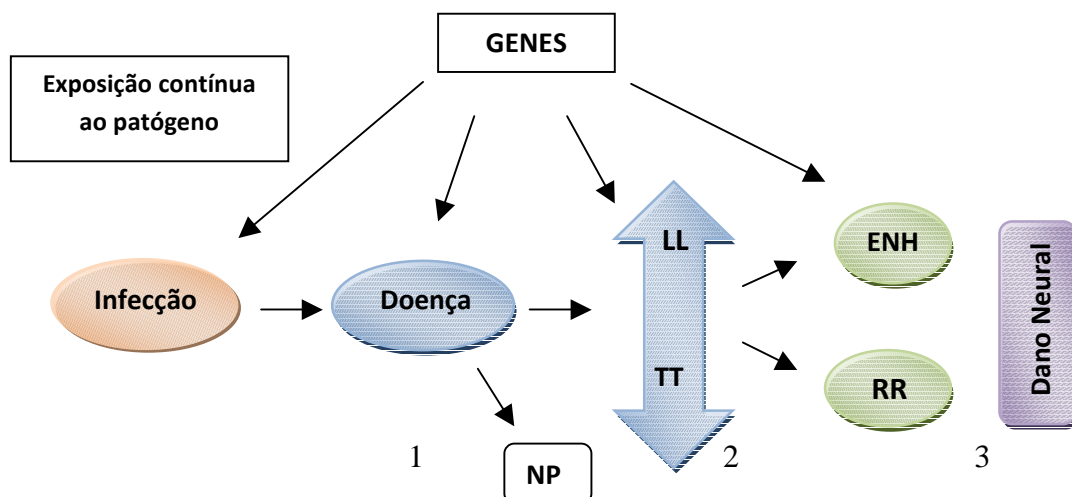 GENES
Exposição contínua
ao patógeno
Infecção
Doença
LL
TT
ENH
RR
Dano Neural
NP
1
2
3